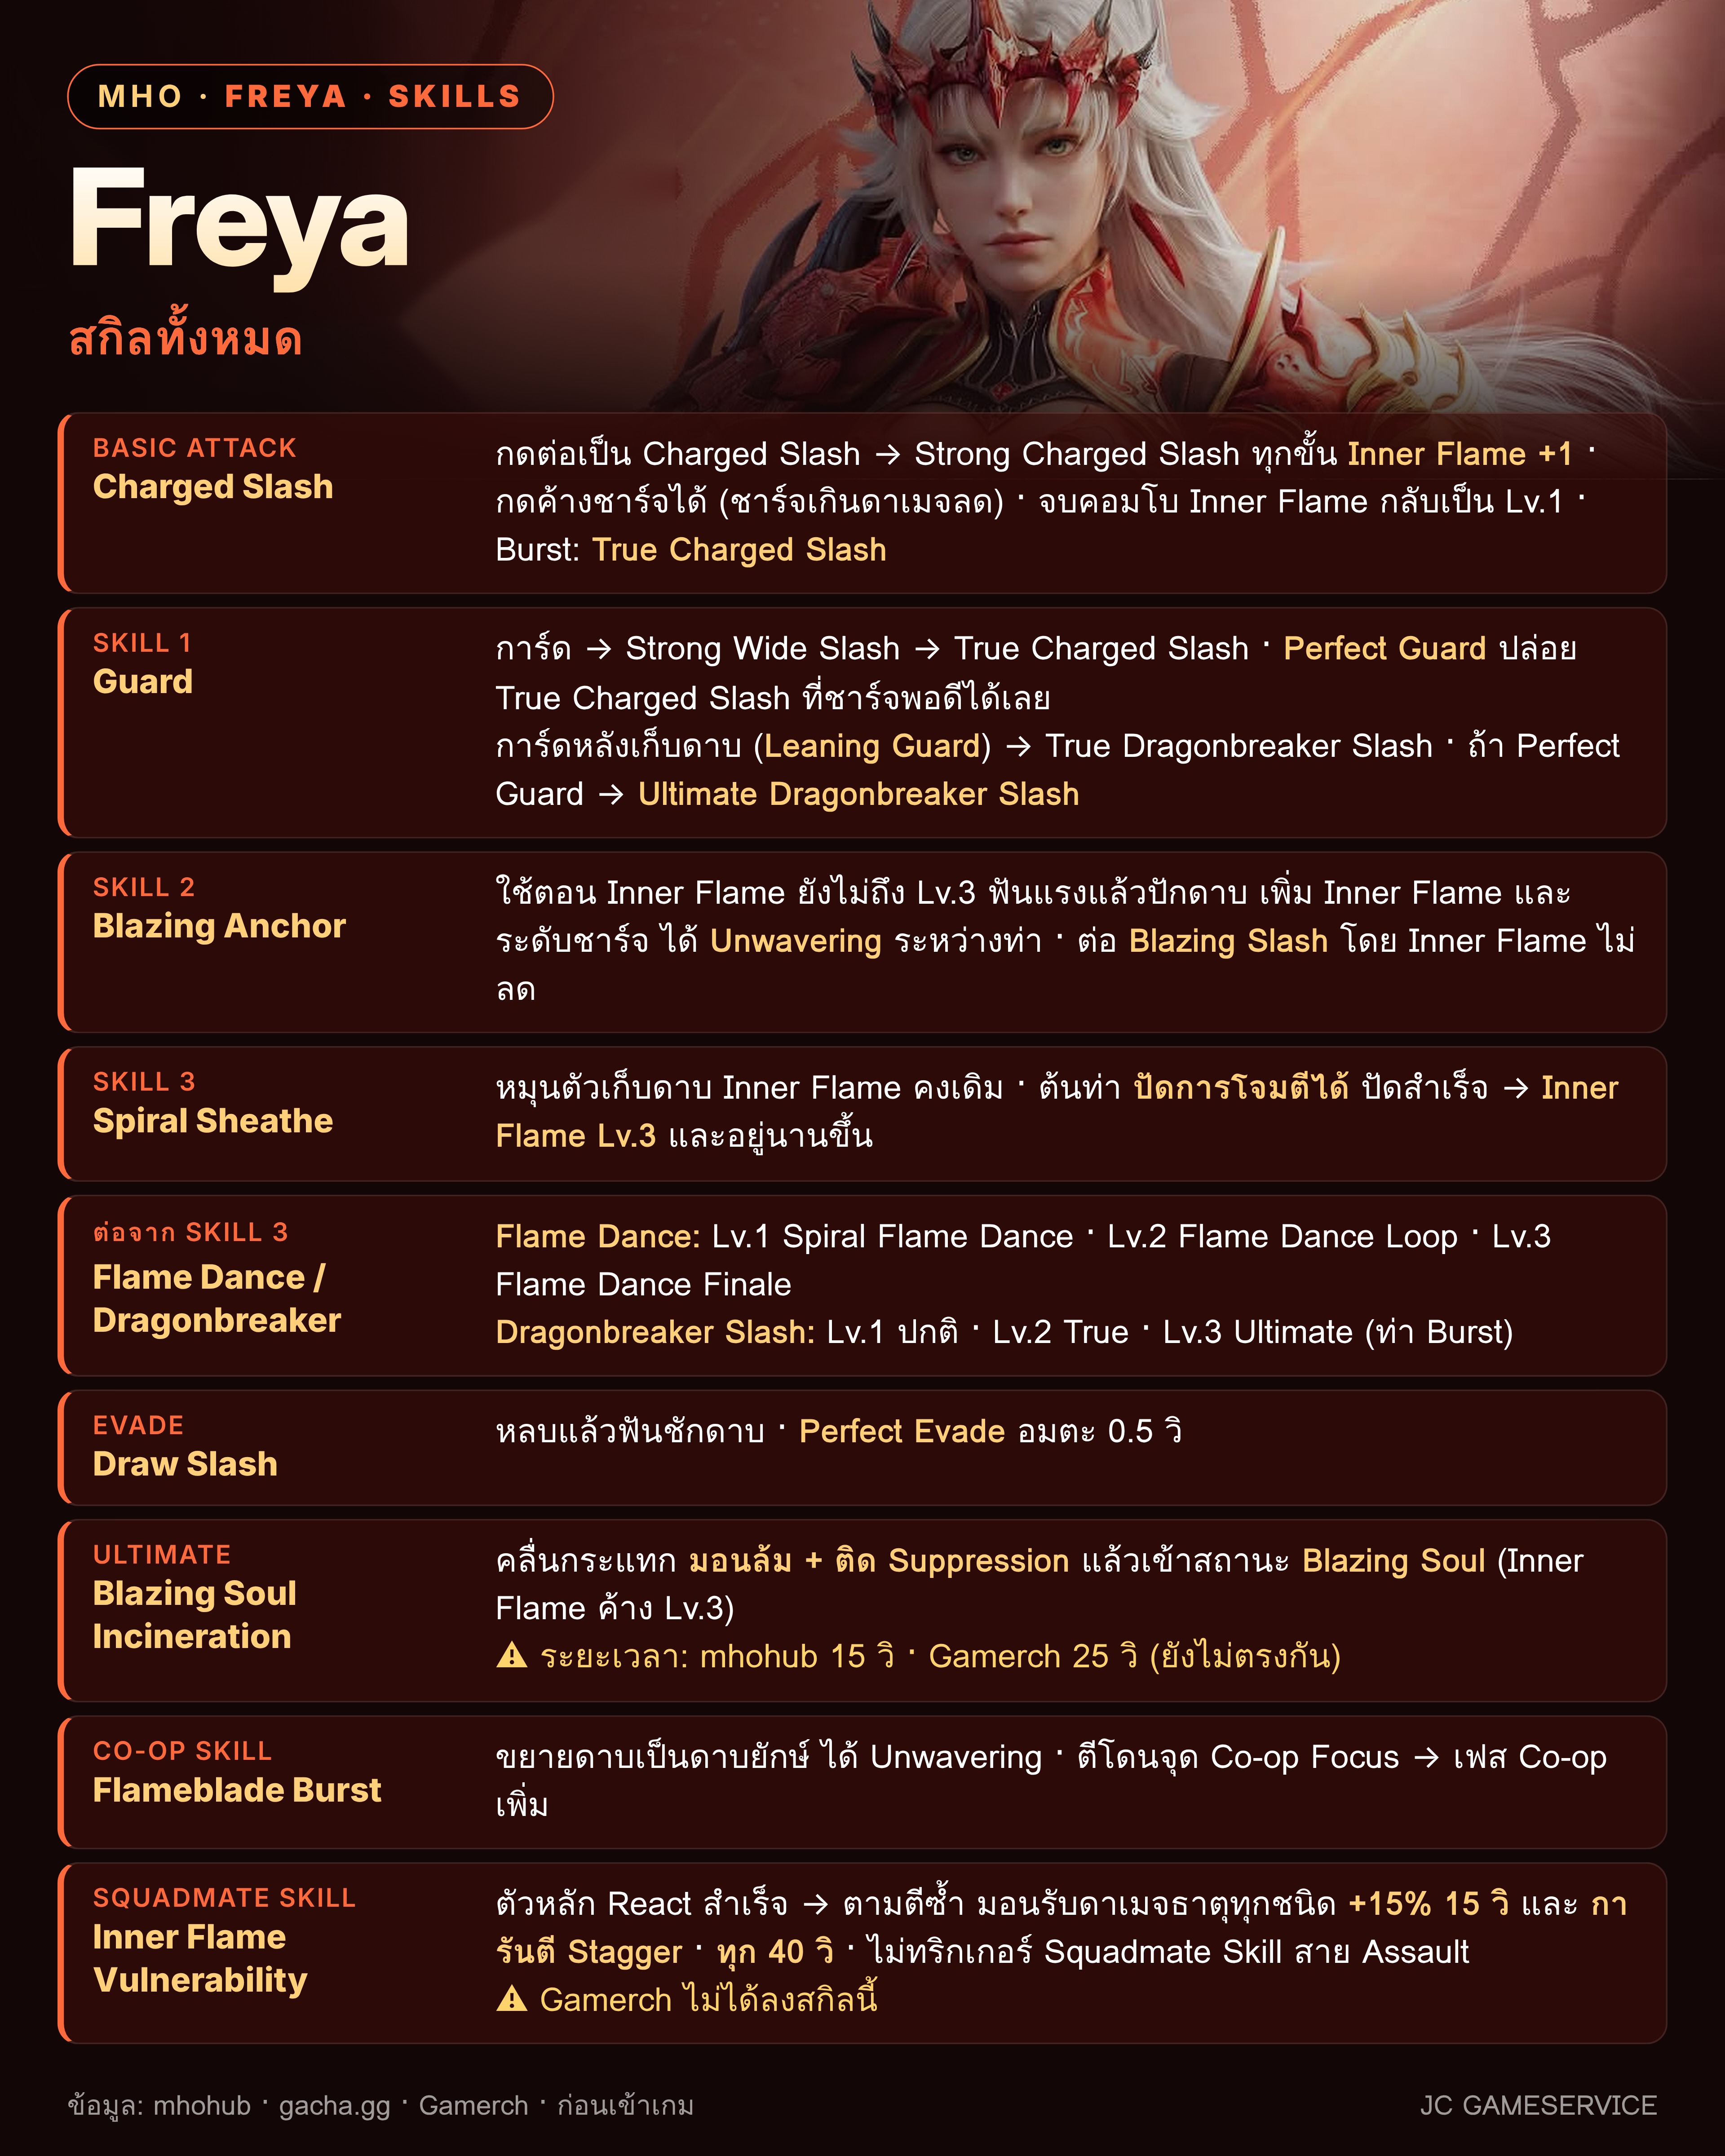 MHO · FREYA · SKILLS
Freya
สกิลทั้งหมด
BASIC ATTACK
Charged Slash
กดต่อเป็น Charged Slash → Strong Charged Slash ทุกขั้น Inner Flame +1 ·
กดค้างชาร์จได้ (ชาร์จเกินดาเมจลด) · จบคอมโบ Inner Flame กลับเป็น Lv.1 ·
Burst: True Charged Slash
SKILL 1
Guard
การ์ด → Strong Wide Slash → True Charged Slash · Perfect Guard ปล่อย
True Charged Slash ที่ชาร์จพอดีได้เลย
การ์ดหลังเก็บดาบ (Leaning Guard) → True Dragonbreaker Slash · ถ้า Perfect
Guard → Ultimate Dragonbreaker Slash
SKILL 2
Blazing Anchor
ใช้ตอน Inner Flame ยังไม่ถึง Lv.3 ฟันแรงแล้วปักดาบ เพิ่ม Inner Flame และ
ระดับชาร์จ ได้ Unwavering ระหว่างท่า · ต่อ Blazing Slash โดย Inner Flame ไม่
ลด
SKILL 3
Spiral Sheathe
หมุนตัวเก็บดาบ Inner Flame คงเดิม · ต้นท่า ปัดการโจมตีได้ ปัดสำเร็จ → Inner
Flame Lv.3 และอยู่นานขึ้น
ต่อจาก SKILL 3
Flame Dance /
Dragonbreaker
Flame Dance: Lv.1 Spiral Flame Dance · Lv.2 Flame Dance Loop · Lv.3
Flame Dance Finale
Dragonbreaker Slash: Lv.1 ปกติ · Lv.2 True · Lv.3 Ultimate (ท่า Burst)
EVADE
Draw Slash
หลบแล้วฟันชักดาบ · Perfect Evade อมตะ 0.5 วิ
ULTIMATE
Blazing Soul
Incineration
คลื่นกระแทก มอนล้ม + ติด Suppression แล้วเข้าสถานะ Blazing Soul (Inner
Flame ค้าง Lv.3)
⚠ ระยะเวลา: mhohub 15 วิ · Gamerch 25 วิ (ยังไม่ตรงกัน)
CO-OP SKILL
Flameblade Burst
ขยายดาบเป็นดาบยักษ์ ได้ Unwavering · ตีโดนจุด Co-op Focus → เฟส Co-op
เพิ่ม
SQUADMATE SKILL
Inner Flame
Vulnerability
ตัวหลัก React สำเร็จ → ตามตีซ้ำ มอนรับดาเมจธาตุทุกชนิด +15% 15 วิ และ กา
รันตี Stagger · ทุก 40 วิ · ไม่ทริกเกอร์ Squadmate Skill สาย Assault
⚠ Gamerch ไม่ได้ลงสกิลนี้
ข้อมูล: mhohub · gacha.gg · Gamerch · ก่อนเข้าเกม
JC GAMESERVICE